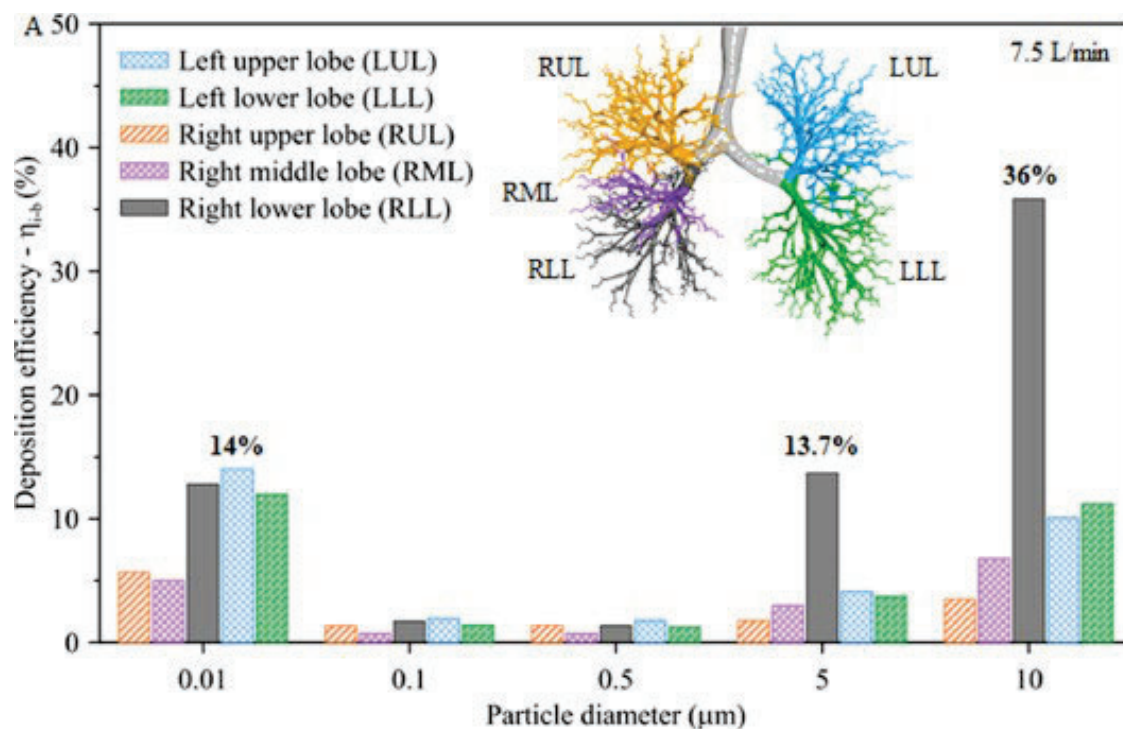 A
50
7.5 L/min
Left upper lobe (LUL)
Left lower lobe (LLL)
Right upper lobe (RUL)
Right middle lobe (RML)
Right lower lobe (RLL)
RUL
LUL
RML
RLL
LLL
40
30
20
10
0
Deposition efficiency - η_{i-b} (%)
14%
13.7%
36%
0.01
0.1
0.5
5
10
Particle diameter (μm)